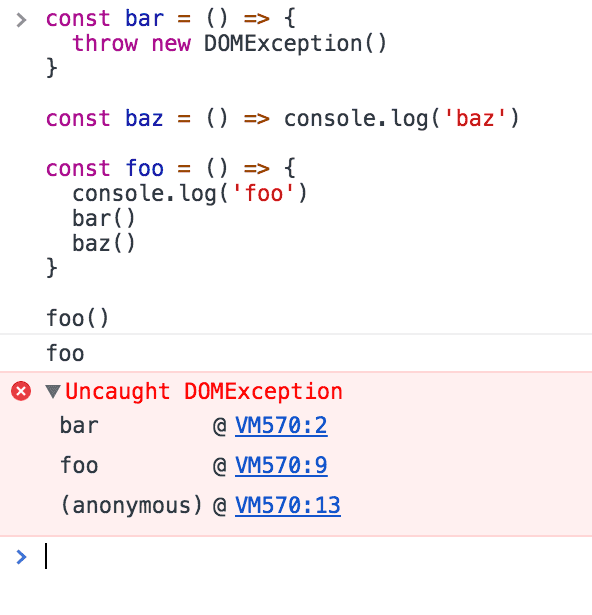 > const bar = () => {
  throw new DOMException()
}

const baz = () => console.log('baz')

const foo = () => {
  console.log('foo')
  bar()
  baz()
}

foo()
foo
▼Uncaught DOMException
bar @ VM570:2
foo @ VM570:9
(anonymous) @ VM570:13
>